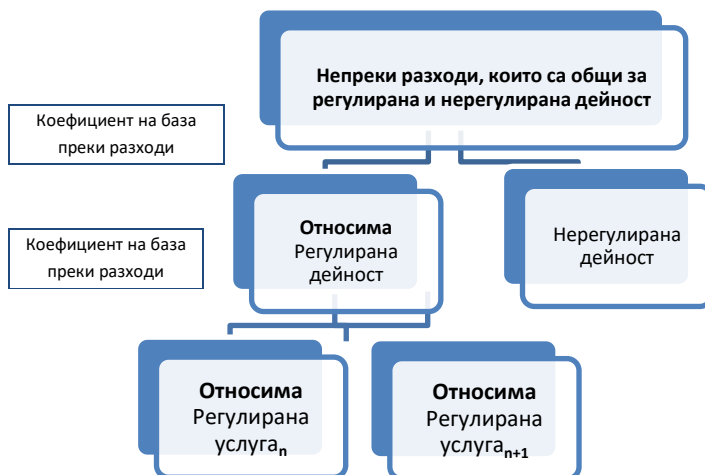 Непреки разходи, които са общи за
регулирана и нерегулирана дейност
Коефициент на база
преки разходи
Относима
Регулирана
дейност
Нерегулирана
дейност
Коефициент на база
преки разходи
Относима
Регулирана
услугаn
Относима
Регулирана
услугаn+1